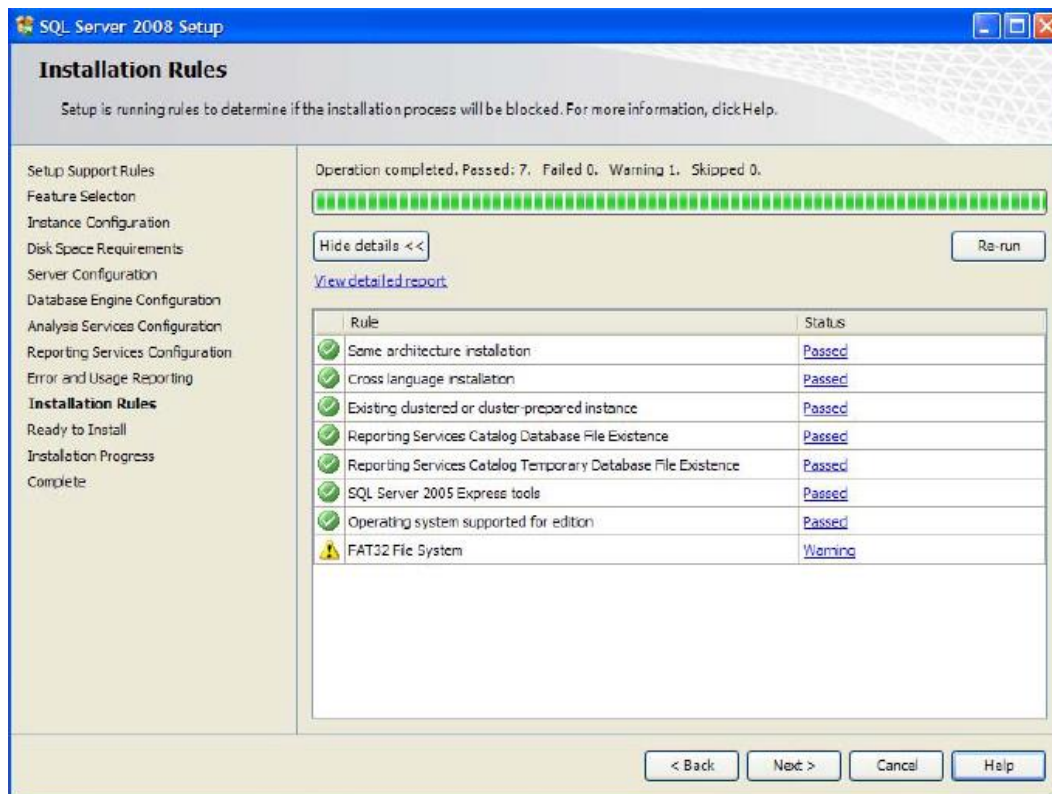 SQL Server 2008 Setup
Installation Rules
Setup is running rules to determine if the installation process will be blocked. For more information, click Help.
Setup Support Rules
Feature Selection
Instance Configuration
Disk Space Requirements
Server Configuration
Database Engine Configuration
Analysis Services Configuration
Reporting Services Configuration
Error and Usage Reporting
Installation Rules
Ready to Install
Installation Progress
Complete
Operation completed. Passed: 7. Failed 0. Warning 1. Skipped 0.
Hide details <<
Re-run
View detailed report
Rule Status
Same architecture installation Passed
Cross language installation Passed
Existing clustered or cluster-prepared instance Passed
Reporting Services Catalog Database File Existence Passed
Reporting Services Catalog Temporary Database File Existence Passed
SQL Server 2005 Express tools Passed
Operating system supported for edition Passed
FAT32 File System Warning
< Back Next > Cancel Help